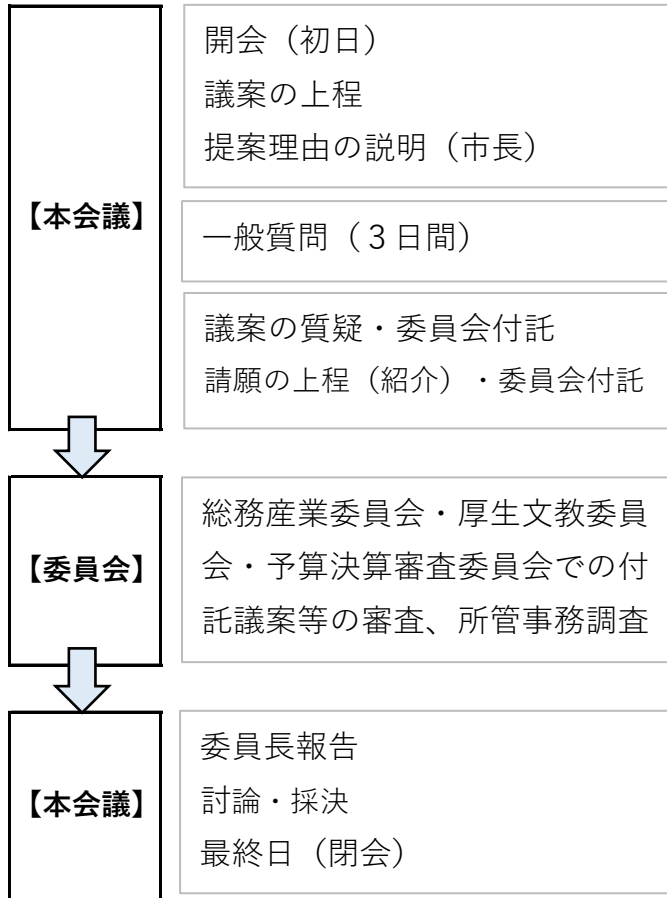 【本会議】
開会（初日）
議案の上程
提案理由の説明（市長）
一般質問（３日間）
議案の質疑・委員会付託
請願の上程（紹介）・委員会付託
【委員会】
総務産業委員会・厚生文教委員
会・予算決算審査委員会での付
託議案等の審査、所管事務調査
【本会議】
委員長報告
討論・採決
最終日（閉会）